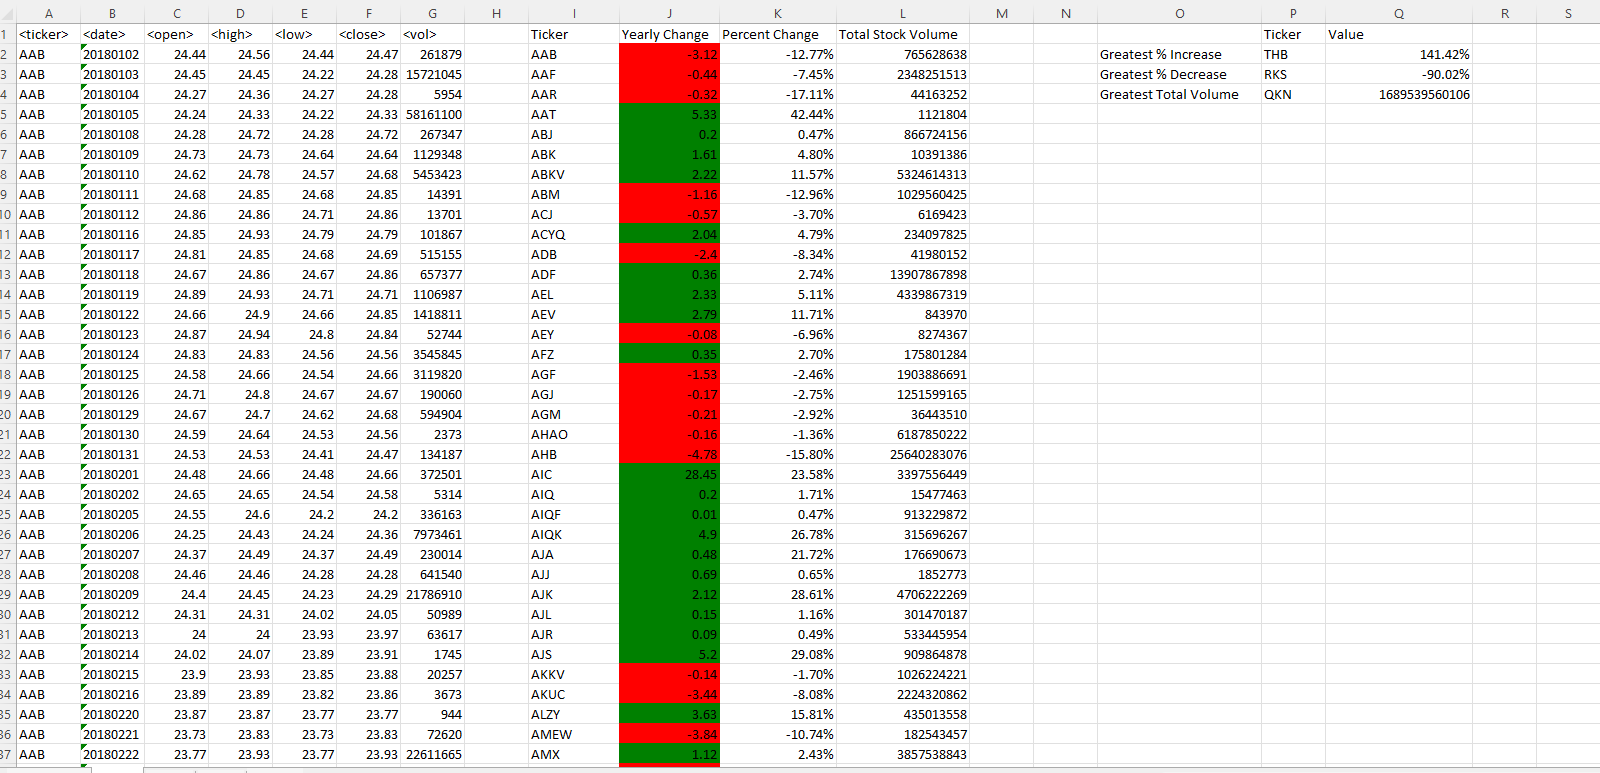 A B C D E F G H I J K L M N O P Q R S
1 <ticker> <date> <open> <high> <low> <close> <vol> Ticker Yearly Change Percent Change Total Stock Volume Ticker Value
2 AAB 20180102 24.44 24.56 24.44 24.47 261879 AAB -3.12 -12.77% 765628638 Greatest % Increase THB 141.42%
3 AAB 20180103 24.45 24.45 24.22 24.28 15721045 AAF -0.44 -7.45% 2348251513 Greatest % Decrease RKS -90.02%
4 AAB 20180104 24.27 24.36 24.27 24.28 5954 AAR -0.32 -17.11% 44163252 Greatest Total Volume QKN 1689539560106
5 AAB 20180105 24.24 24.33 24.22 24.33 58161100 AAT 5.33 42.44% 1121804
6 AAB 20180108 24.28 24.72 24.28 24.72 267347 ABJ 0.2 0.47% 866724156
7 AAB 20180109 24.73 24.73 24.64 24.64 1129348 ABK 1.61 4.80% 10391386
8 AAB 20180110 24.62 24.78 24.57 24.68 5453423 ABKV 2.22 11.57% 5324614313
9 AAB 20180111 24.68 24.85 24.68 24.85 14391 ABM -1.16 -12.96% 1029560425
10 AAB 20180112 24.86 24.86 24.71 24.86 13701 ACJ -0.57 -3.70% 6169423
11 AAB 20180116 24.85 24.93 24.79 24.79 101867 ACYQ 2.04 4.79% 234097825
12 AAB 20180117 24.81 24.85 24.68 24.69 515155 ADB -2.4 -8.34% 41980152
13 AAB 20180118 24.67 24.86 24.67 24.86 657377 ADF 0.36 2.74% 13907867898
14 AAB 20180119 24.89 24.93 24.71 24.71 1106987 AEL 2.33 5.11% 4339867319
15 AAB 20180122 24.66 24.9 24.66 24.85 1418811 AEV 2.79 11.71% 843970
16 AAB 20180123 24.87 24.94 24.8 24.84 52744 AEY -0.08 -6.96% 8274367
17 AAB 20180124 24.83 24.83 24.56 24.56 3545845 AFZ 0.35 2.70% 175801284
18 AAB 20180125 24.58 24.66 24.54 24.66 3119820 AGF -1.53 -2.46% 1903886691
19 AAB 20180126 24.71 24.8 24.67 24.67 190060 AGJ -0.17 -2.75% 1251599165
20 AAB 20180129 24.67 24.7 24.62 24.68 594904 AGM -0.21 -2.92% 36443510
21 AAB 20180130 24.59 24.64 24.53 24.56 2373 AHAO -0.16 -1.36% 6187850222
22 AAB 20180131 24.53 24.53 24.41 24.47 134187 AHB -4.78 -15.80% 25640283076
23 AAB 20180201 24.48 24.66 24.48 24.66 372501 AIC 28.45 23.58% 3397556449
24 AAB 20180202 24.65 24.65 24.54 24.58 5314 AIQ 0.2 1.71% 15477463
25 AAB 20180205 24.55 24.6 24.2 24.2 336163 AIQF 0.01 0.47% 913229872
26 AAB 20180206 24.25 24.43 24.24 24.36 7973461 AIQK 4.9 26.78% 315696267
27 AAB 20180207 24.37 24.49 24.37 24.49 230014 AJA 0.48 21.72% 176690673
28 AAB 20180208 24.46 24.46 24.28 24.28 641540 AJJ 0.69 0.65% 1852773
29 AAB 20180209 24.4 24.45 24.23 24.29 21786910 AJK 2.12 28.61% 4706222269
30 AAB 20180212 24.31 24.31 24.02 24.05 50989 AJL 0.15 1.16% 301470187
31 AAB 20180213 24 24 23.93 23.97 63617 AJR 0.09 0.49% 533445954
32 AAB 20180214 24.02 24.07 23.89 23.91 1745 AJS 5.2 29.08% 909864878
33 AAB 20180215 23.9 23.93 23.85 23.88 20257 AKKV -0.14 -1.70% 1026224221
34 AAB 20180216 23.89 23.89 23.82 23.86 3673 AKUC -3.44 -8.08% 2224320862
35 AAB 20180220 23.87 23.87 23.77 23.77 944 ALZY 3.63 15.81% 435013558
36 AAB 20180221 23.73 23.83 23.73 23.83 72620 AMEW -3.84 -10.74% 182543457
37 AAB 20180222 23.77 23.93 23.77 23.93 22611665 AMX 1.12 2.43% 3857538843